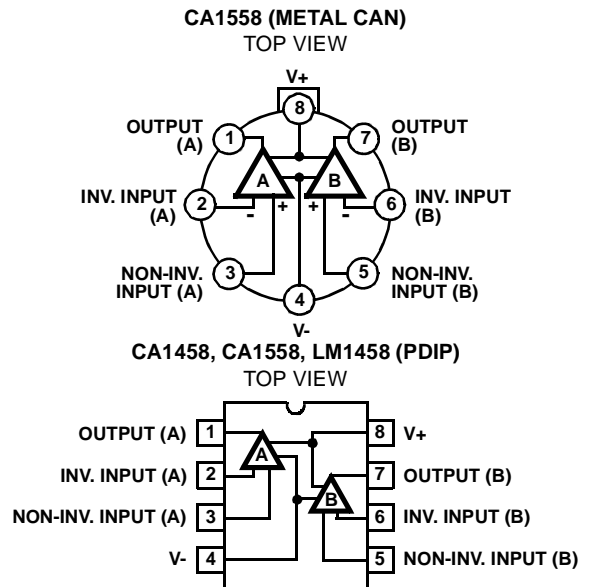 CA1558 (METAL CAN)
TOP VIEW
V+
8
OUTPUT
(A)
1
7
OUTPUT
(B)
A
B
INV. INPUT
(A)
2
-
+
+
-
6
INV. INPUT
(B)
NON-INV.
INPUT (A)
3
5
NON-INV.
INPUT (B)
4
V-
CA1458, CA1558, LM1458 (PDIP)
TOP VIEW
OUTPUT (A) 1
8 V+
A
INV. INPUT (A) 2
7 OUTPUT (B)
B
NON-INV. INPUT (A) 3
6 INV. INPUT (B)
V- 4
5 NON-INV. INPUT (B)